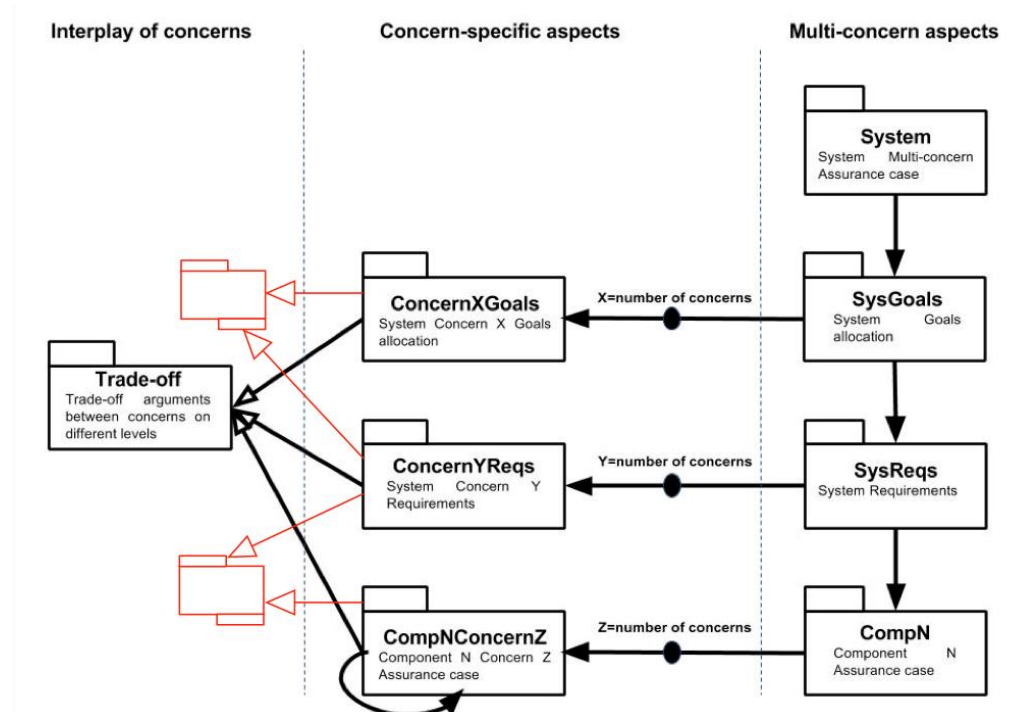 Interplay of concerns
Concern-specific aspects
Multi-concern aspects
System
System Multi-concern
Assurance case
ConcernXGoals
System Concern X Goals
allocation
X=number of concerns
SysGoals
System Goals
allocation
Trade-off
Trade-off arguments
between concerns on
different levels
ConcernYReqs
System Concern Y
Requirements
Y=number of concerns
SysReqs
System Requirements
CompNConcernZ
Component N Concern Z
Assurance case
Z=number of concerns
CompN
Component N
Assurance case